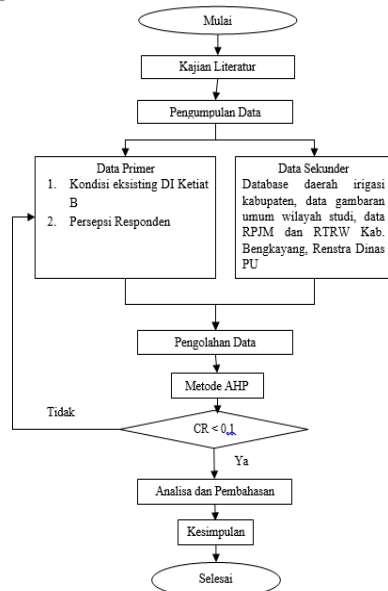 Mulai
Kajian Literatur
Pengumpulan Data
Data Primer
1. Kondisi eksisting DI Ketiat
B
2. Persepsi Responden
Data Sekunder
Database daerah irigasi
kabupaten, data gambaran
umum wilayah studi, data
RPJM dan RTRW Kab.
Bengkayang, Renstra Dinas
PU
Pengolahan Data
Metode AHP
Tidak
CR < 0,1
Ya
Analisa dan Pembahasan
Kesimpulan
Selesai